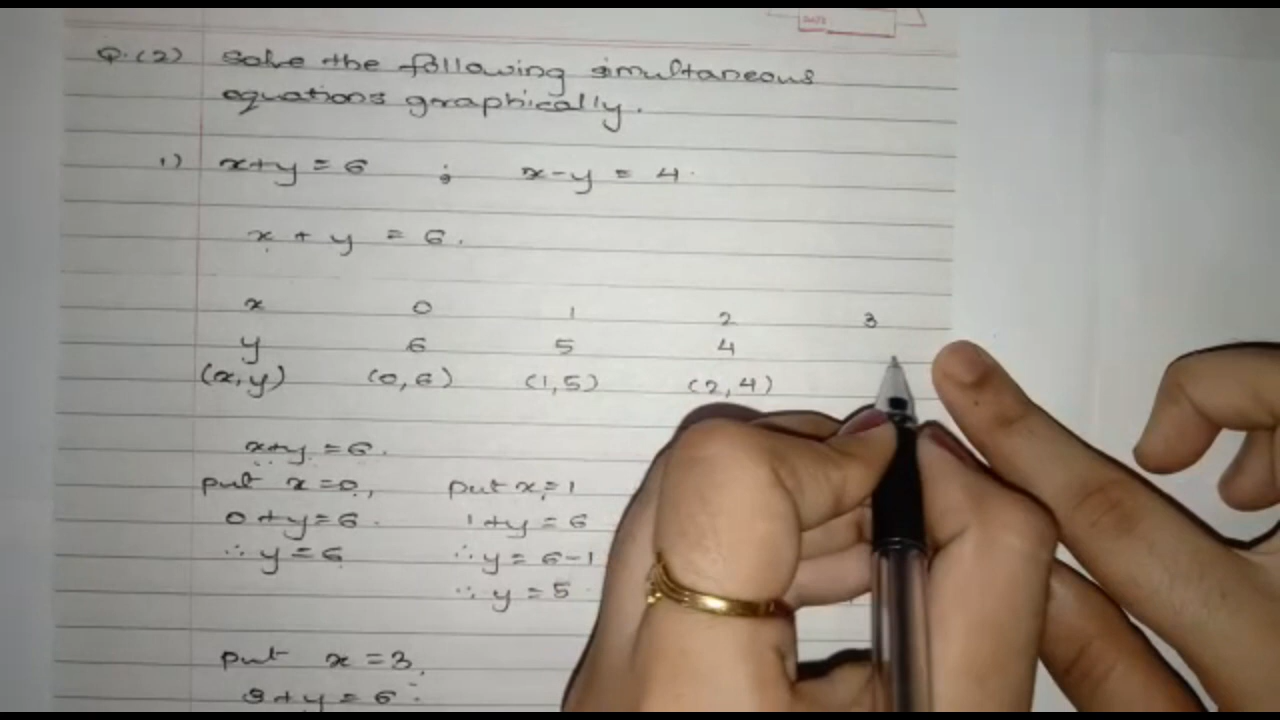 Q.(2) Solve the following simultaneous
equations graphically.
1) x+y = 6 ; x-y = 4.
x + y = 6.
x 0 1 2 3
y 6 5 4
(x,y) (0,6) (1,5) (2,4)
x+y = 6.
put x=0, put x=1
0+y=6. 1+y = 6
∴ y=6 ∴ y = 6-1
∴ y = 5
put x=3,
3+y=6